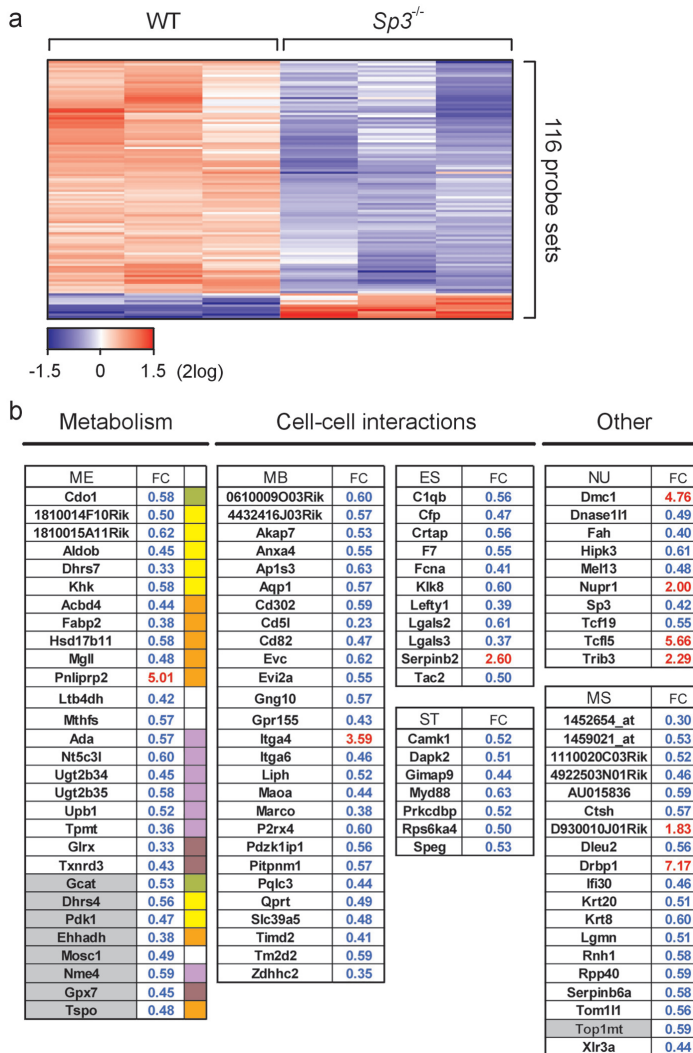 a
WT Sp3-/-
116 probe sets
-1.5 0 1.5 (2log)
b
Metabolism Cell-cell interactions Other
ME FC
Cdo1 0.58
1810014F10Rik 0.50
1810015A11Rik 0.62
Aldob 0.45
Dhrs7 0.33
Khk 0.58
Acbd4 0.44
Fabp2 0.38
Hsd17b11 0.58
Mgll 0.48
Pnliprp2 5.01
Ltb4dh 0.42
Mthfs 0.57
Ada 0.57
Nt5c3l 0.60
Ugt2b34 0.45
Ugt2b35 0.58
Upb1 0.52
Tpmt 0.36
Glrx 0.33
Txnrd3 0.43
Gcat 0.53
Dhrs4 0.56
Pdk1 0.47
Ehhadh 0.38
Mosc1 0.49
Nme4 0.59
Gpx7 0.45
Tspo 0.48
MB FC
0610009O03Rik 0.60
4432416J03Rik 0.57
Akap7 0.53
Anxa4 0.55
Ap1s3 0.63
Aqp1 0.57
Cd302 0.59
Cd5l 0.23
Cd82 0.47
Evc 0.62
Evi2a 0.55
Gng10 0.57
Gpr155 0.43
Itga4 3.59
Itga6 0.46
Liph 0.52
Maoa 0.44
Marco 0.38
P2rx4 0.60
Pdzk1ip1 0.56
Pitpnm1 0.57
Pqlc3 0.44
Qprt 0.49
Slc39a5 0.48
Timd2 0.41
Tm2d2 0.59
Zdhhc2 0.35
ES FC
C1qb 0.56
Cfp 0.47
Crtap 0.56
F7 0.55
Fcna 0.41
Klk8 0.60
Lefty1 0.39
Lgals2 0.61
Lgals3 0.37
Serpinb2 2.60
Tac2 0.50
ST FC
Camk1 0.52
Dapk2 0.51
Gimap9 0.44
Myd88 0.63
Prkcdbp 0.52
Rps6ka4 0.50
Speg 0.53
NU FC
Dmc1 4.76
Dnase1l1 0.49
Fah 0.40
Hipk3 0.61
Mel13 0.48
Nupr1 2.00
Sp3 0.42
Tcf19 0.55
Tcfl5 5.66
Trib3 2.29
MS FC
1452654_at 0.30
1459021_at 0.53
1110020C03Rik 0.52
4922503N01Rik 0.46
AU015836 0.59
Ctsh 0.57
D930010J01Rik 1.83
Dleu2 0.56
Drbp1 7.17
Ifi30 0.46
Krt20 0.51
Krt8 0.60
Lgmn 0.51
Rnh1 0.58
Rpp40 0.59
Serpinb6a 0.58
Tom1l1 0.56
Top1mt 0.59
Xlr3a 0.44